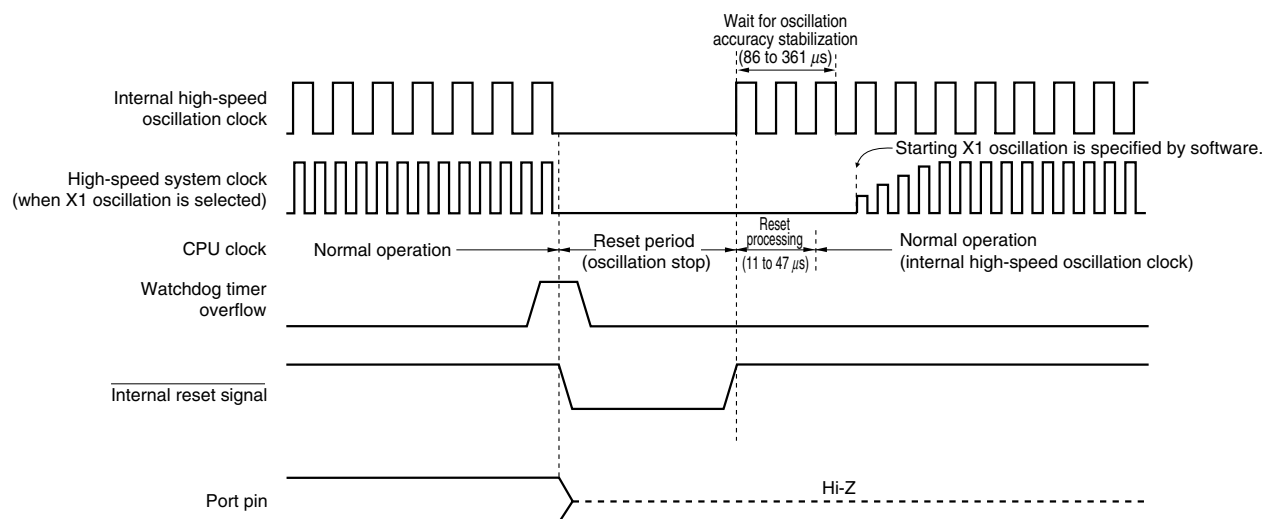 Wait for oscillation
accuracy stabilization
(86 to 361 μs)
Internal high-speed
oscillation clock
Starting X1 oscillation is specified by software.
High-speed system clock
(when X1 oscillation is selected)
CPU clock
Normal operation
Reset period
(oscillation stop)
Reset
processing
(11 to 47 μs)
Normal operation
(internal high-speed oscillation clock)
Watchdog timer
overflow
Internal reset signal
Hi-Z
Port pin